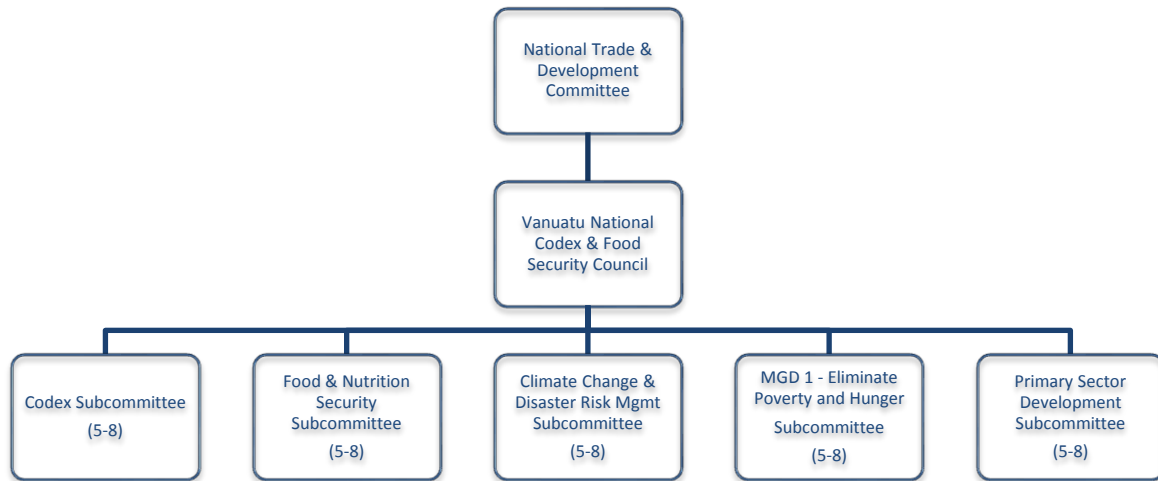 National Trade &
Development
Committee
Vanuatu National
Codex & Food
Security Council
Codex Subcommittee
(5-8)
Food & Nutrition
Security
Subcommittee
(5-8)
Climate Change &
Disaster Risk Mgmt
Subcommittee
(5-8)
MGD 1 - Eliminate
Poverty and Hunger
Subcommittee
(5-8)
Primary Sector
Development
Subcommittee
(5-8)